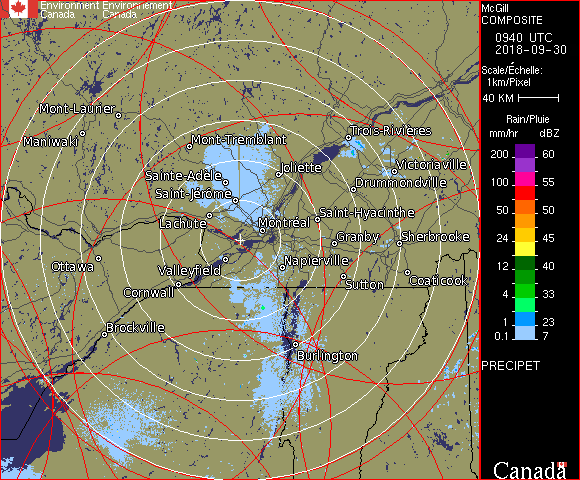 Environment Environnement
Canada Canada
McGill
COMPOSITE
0940 UTC
2018-09-30
Scale/Échelle:
1km/Pixel
40 KM
Rain/Pluie
mm/hr dBZ
200 60
100 55
50 50
24 45
12 40
4 33
1 23
0.1 7
PRECIPET
Canada
Mont-Laurier
Maniwaki
Mont-Tremblant
Trois-Rivières
Joliette
Victoriaville
Sainte-Adèle
Drummondville
Saint-Jérôme
Lachute
Saint-Hyacinthe
Montréal
Granby
Sherbrooke
Ottawa
Valleyfield
Napierville
Cornwall
Sutton
Coaticook
Brockville
Burlington